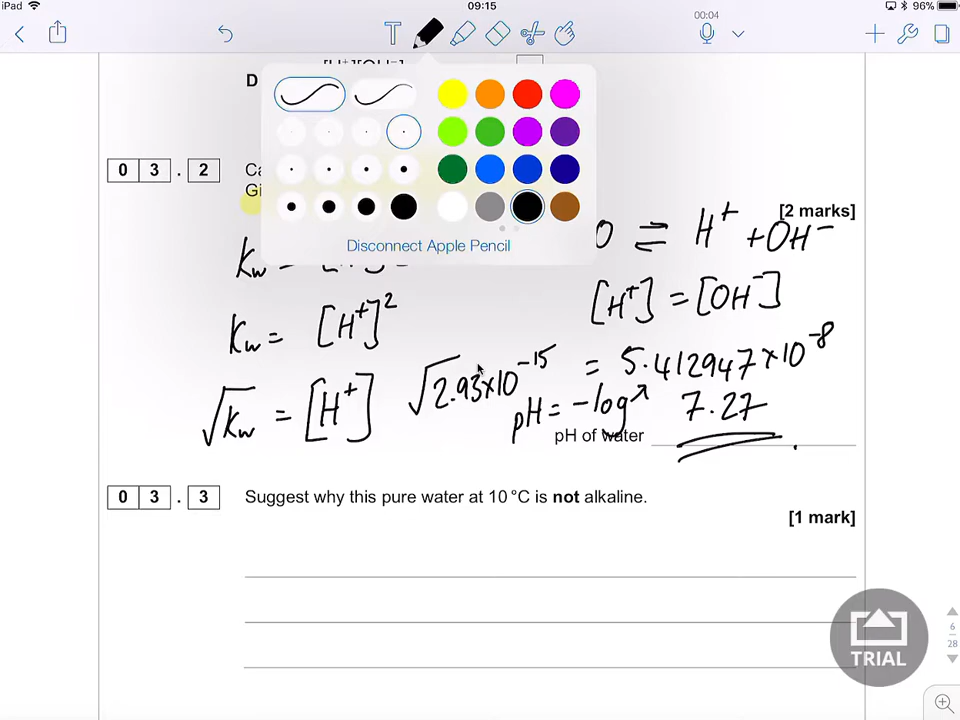 iPad 09:15 96%
00:04
T
D
0 3 . 2 Ca
Gi
[2 marks]
Disconnect Apple Pencil
O ⇌ H⁺ + OH⁻
Kw =
[H⁺] = [OH⁻]
Kw = [H⁺]²
√Kw = [H⁺] √2.93×10⁻¹⁵ = 5.412947×10⁻⁸
pH = -log↗ 7.27
pH of water
0 3 . 3 Suggest why this pure water at 10 °C is not alkaline.
[1 mark]
6
28
TRIAL